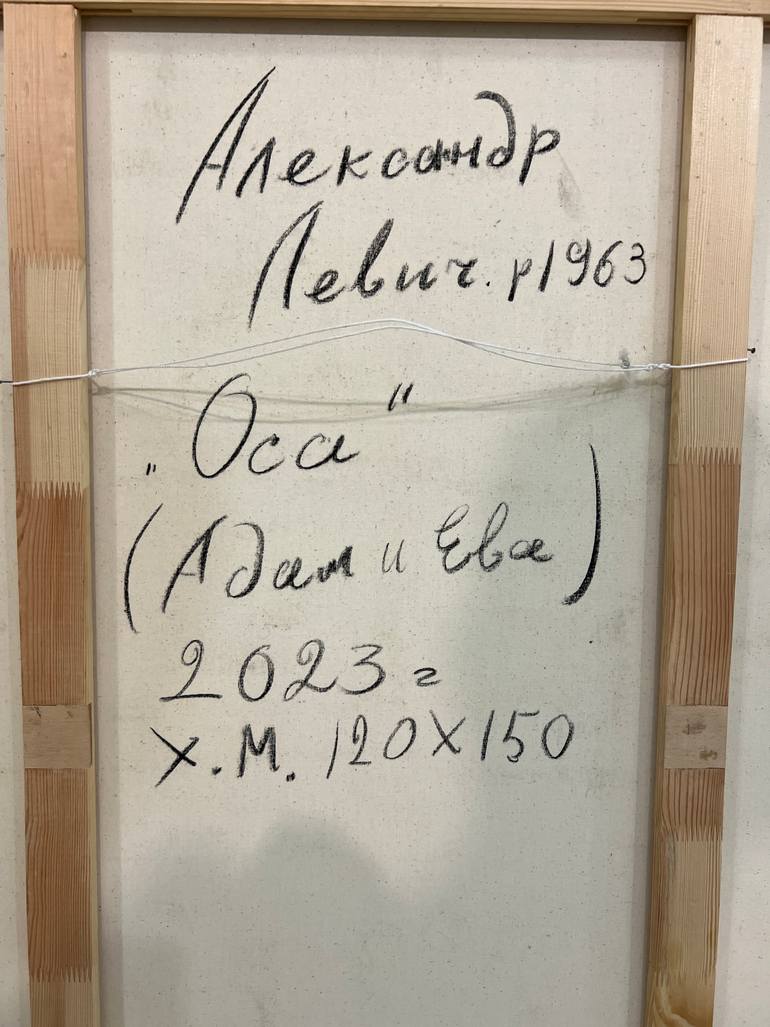 Александр
Левич. р1963
„Оса"
(Адам и Ева)
2023 г
Х.М. 120Х150